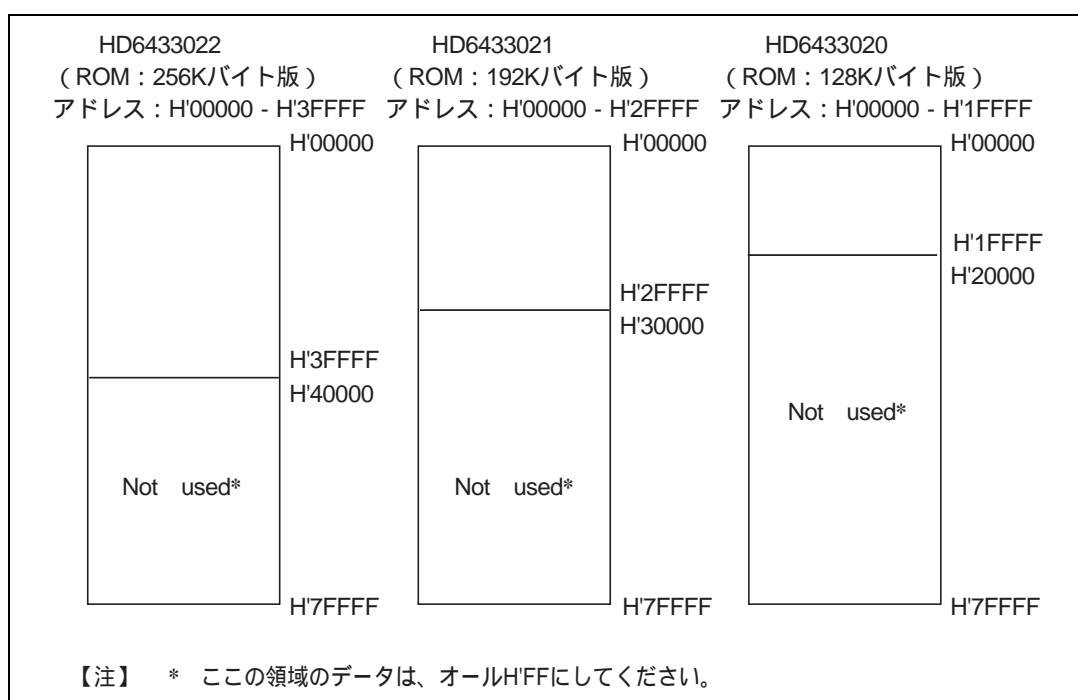 HD6433022
（ROM：256Kバイト版）
アドレス：H'00000 - H'3FFFF
H'00000
H'3FFFF
H'40000
Not used*
H'7FFFF
HD6433021
（ROM：192Kバイト版）
アドレス：H'00000 - H'2FFFF
H'00000
H'2FFFF
H'30000
Not used*
H'7FFFF
HD6433020
（ROM：128Kバイト版）
アドレス：H'00000 - H'1FFFF
H'00000
H'1FFFF
H'20000
Not used*
H'7FFFF
【注】 * ここの領域のデータは、オールH'FFにしてください。